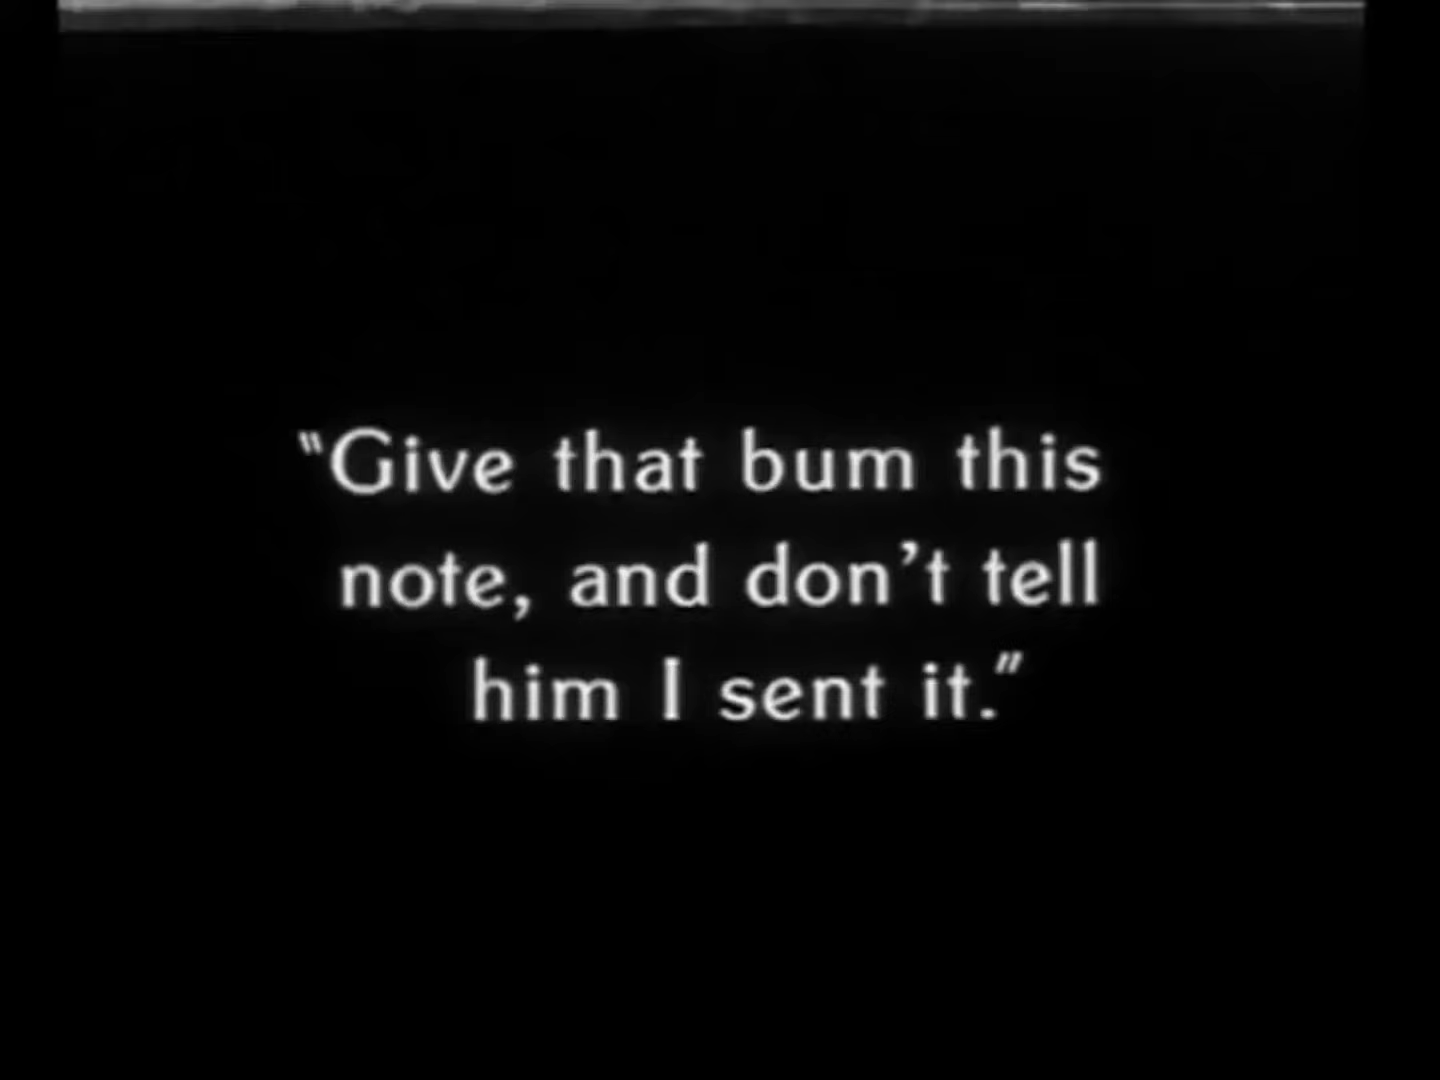 "Give that bum this
note, and don't tell
him I sent it."